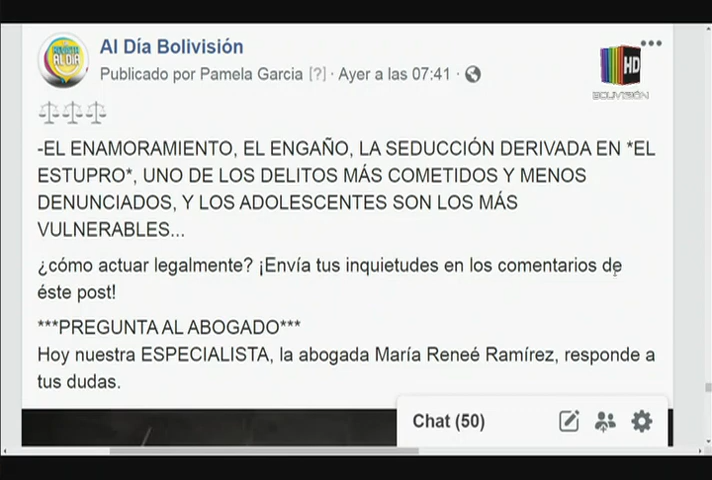 Al Día Bolivisión
Publicado por Pamela Garcia [?] · Ayer a las 07:41 ·
REVISTA
AL DÍA
HD
BOLIVISIÓN
-EL ENAMORAMIENTO, EL ENGAÑO, LA SEDUCCIÓN DERIVADA EN *EL
ESTUPRO*, UNO DE LOS DELITOS MÁS COMETIDOS Y MENOS
DENUNCIADOS, Y LOS ADOLESCENTES SON LOS MÁS
VULNERABLES...
¿cómo actuar legalmente? ¡Envía tus inquietudes en los comentarios de
éste post!
***PREGUNTA AL ABOGADO***
Hoy nuestra ESPECIALISTA, la abogada María Reneé Ramírez, responde a
tus dudas.
Chat (50)